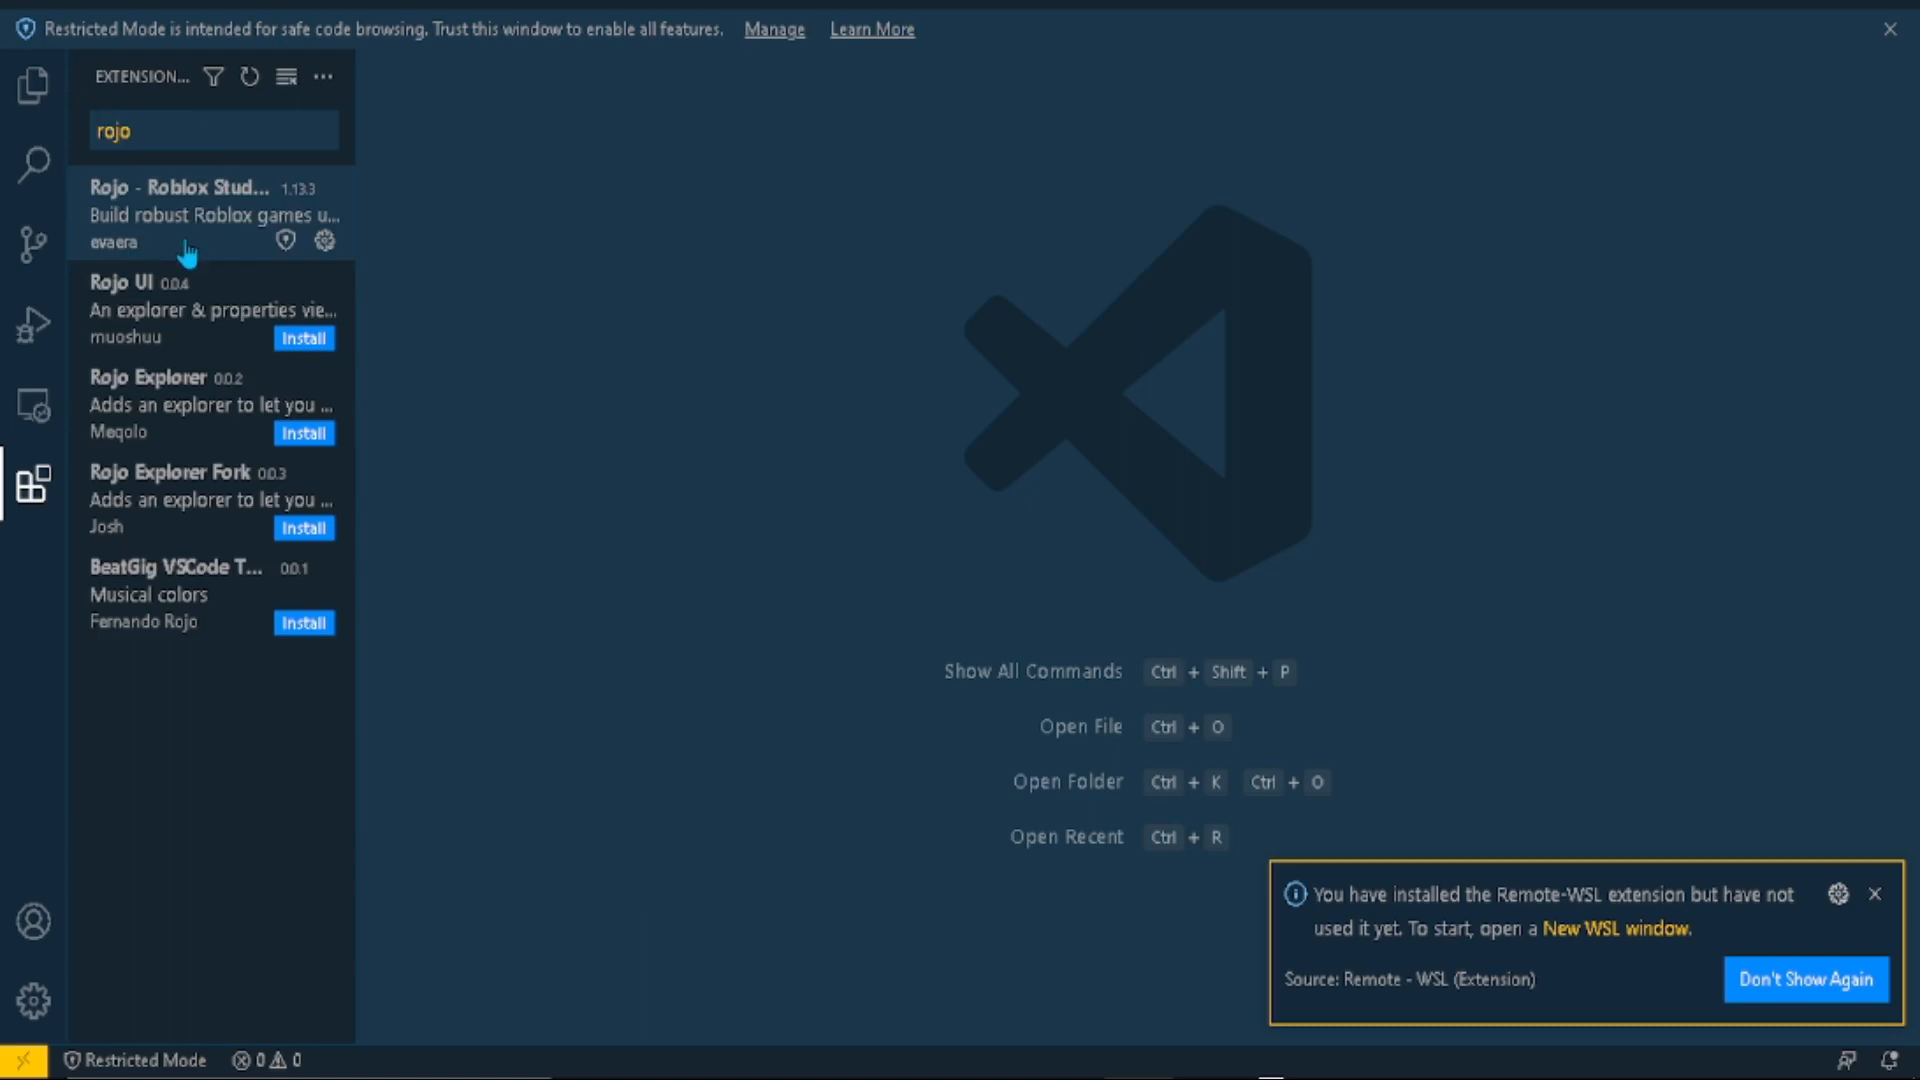 Restricted Mode is intended for safe code browsing. Trust this window to enable all features. Manage Learn More
EXTENSION...
rojo
Rojo - Roblox Stud... 1.13.3
Build robust Roblox games u...
evaera
Rojo UI 0.0.4
An explorer & properties vie...
muoshuu Install
Rojo Explorer 0.0.2
Adds an explorer to let you ...
Meqolo Install
Rojo Explorer Fork 0.0.3
Adds an explorer to let you ...
Josh Install
BeatGig VSCode T... 0.0.1
Musical colors
Fernando Rojo Install
Show All Commands Ctrl + Shift + P
Open File Ctrl + O
Open Folder Ctrl + K Ctrl + O
Open Recent Ctrl + R
You have installed the Remote-WSL extension but have not
used it yet. To start, open a New WSL window.
Source: Remote - WSL (Extension) Don't Show Again
Restricted Mode 0 0